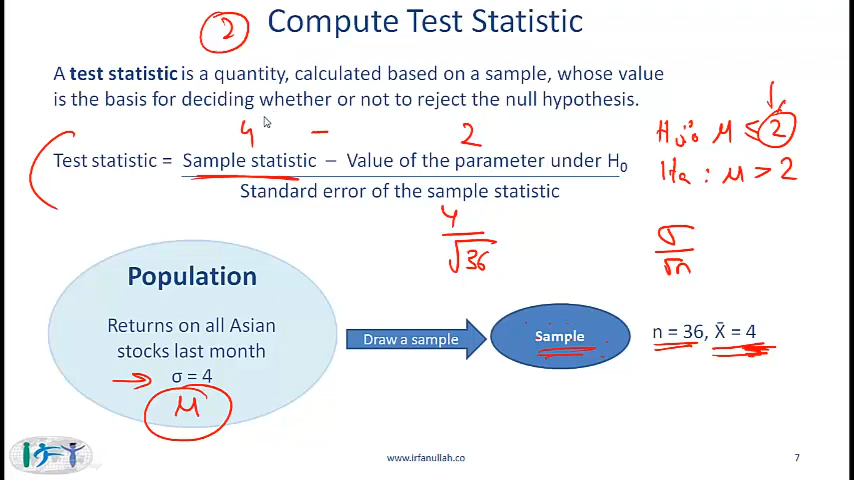 2 Compute Test Statistic
A test statistic is a quantity, calculated based on a sample, whose value
is the basis for deciding whether or not to reject the null hypothesis.
4 − 2
H₀: μ ≤ 2
Test statistic = Sample statistic − Value of the parameter under H₀
Standard error of the sample statistic
Ha : μ > 2
4
√36
σ
√n
Population
Returns on all Asian
stocks last month
σ = 4
μ
Draw a sample
Sample
n = 36, X̄ = 4
www.irfanullah.co
7